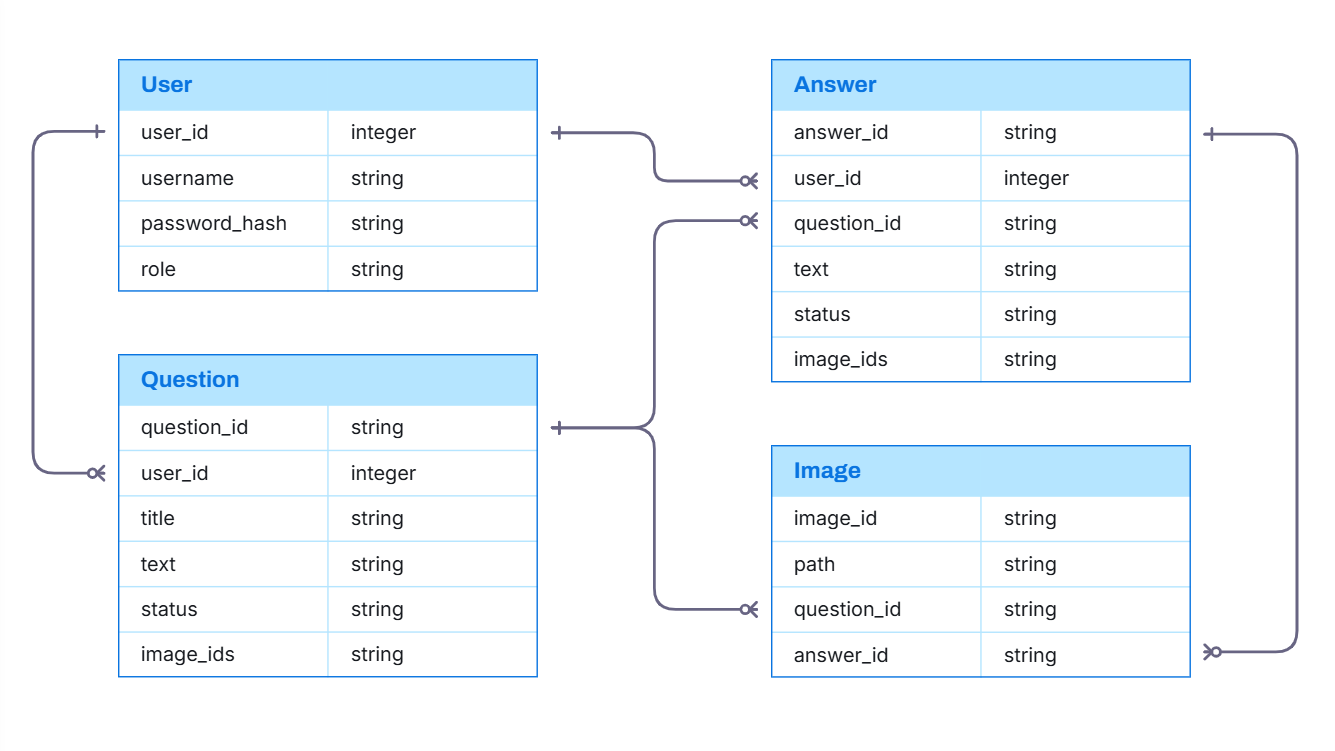 User
user_id integer
username string
password_hash string
role string
Question
question_id string
user_id integer
title string
text string
status string
image_ids string
Answer
answer_id string
user_id integer
question_id string
text string
status string
image_ids string
Image
image_id string
path string
question_id string
answer_id string